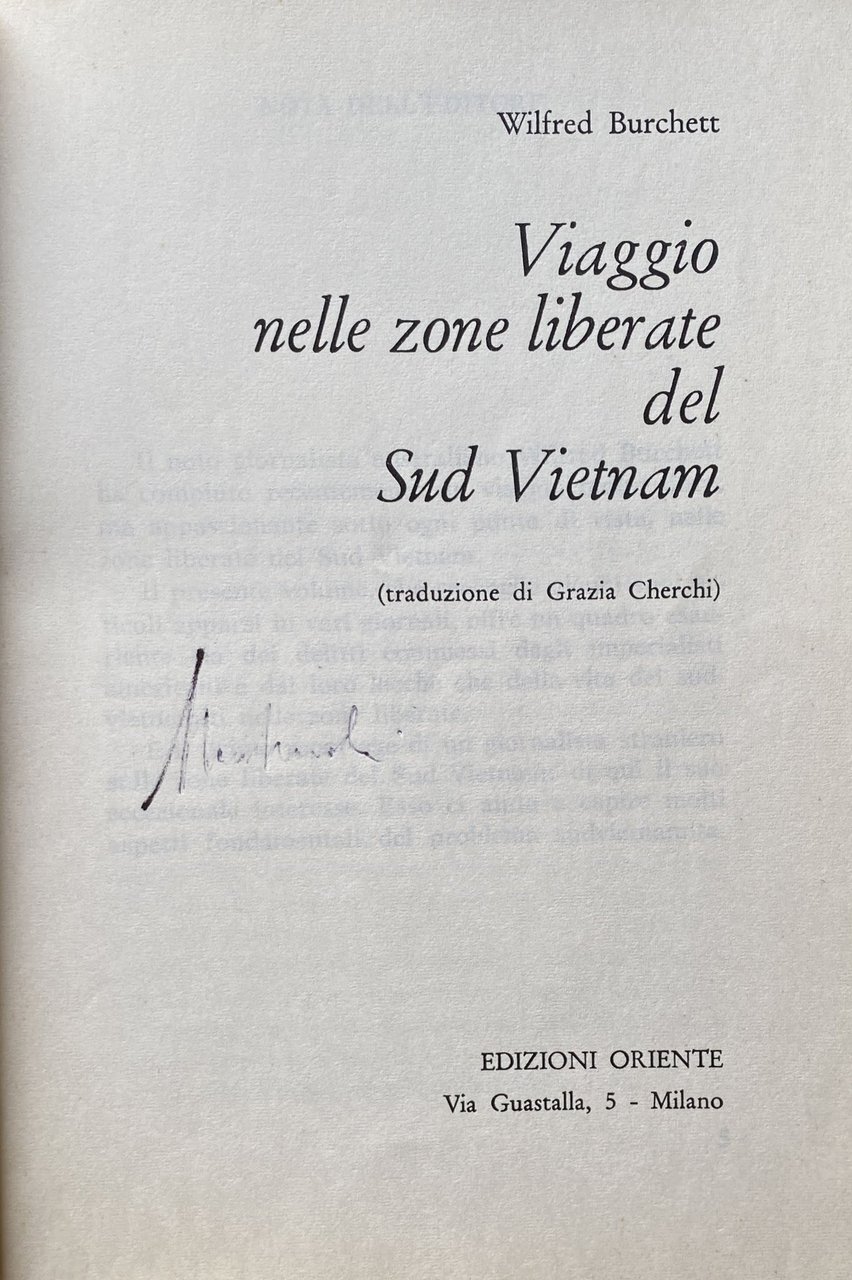 Wilfred Burchett
Viaggio
nelle zone liberate
del
Sud Vietnam
(traduzione di Grazia Cherchi)
EDIZIONI ORIENTE
Via Guastalla, 5 - Milano